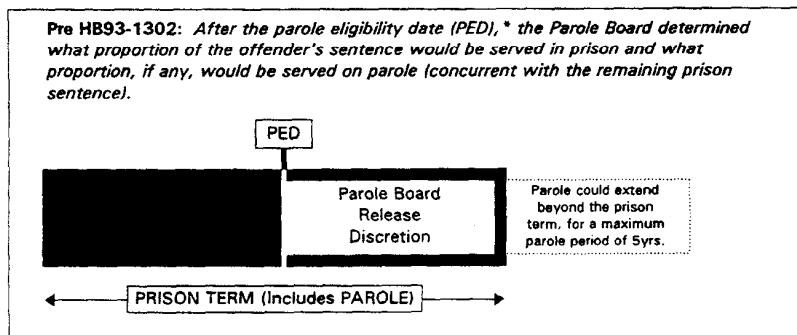 Pre HB93-1302: After the parole eligibility date (PED),* the Parole Board determined
what proportion of the offender's sentence would be served in prison and what
proportion, if any, would be served on parole (concurrent with the remaining prison
sentence).
PED
Parole Board
Release
Discretion
Parole could extend
beyond the prison
term, for a maximum
parole period of 5yrs.
PRISON TERM (Includes PAROLE)